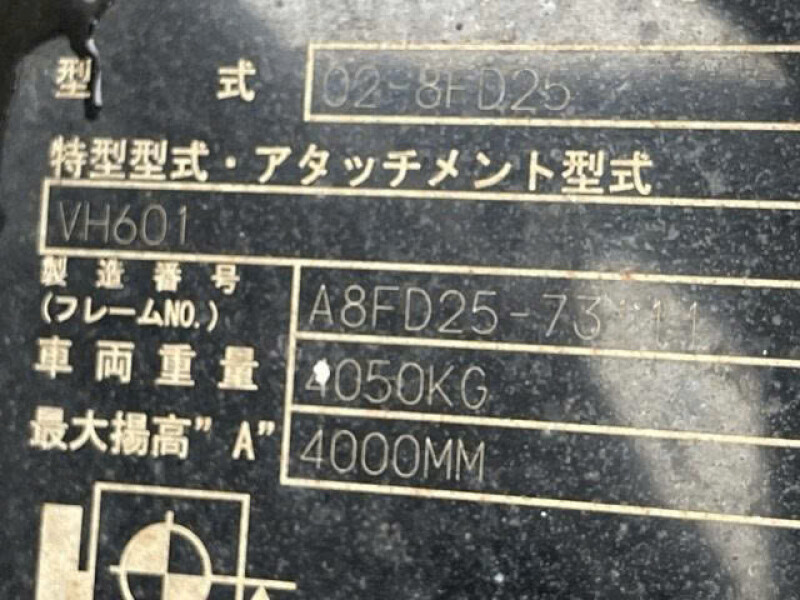 型 式 02-8FD25
特型型式・アタッチメント型式
VH601
製造番号
(フレームNO.)
車両重量 4050KG
最大揚高"A" 4000MM